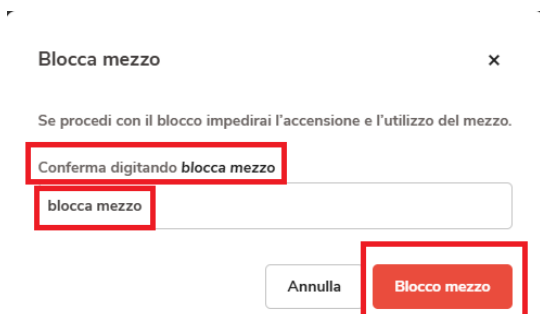 Blocca mezzo
Se procedi con il blocco impedirai l'accensione e l'utilizzo del mezzo.
Conferma digitando blocca mezzo
blocca mezzo
Annulla
Blocco mezzo